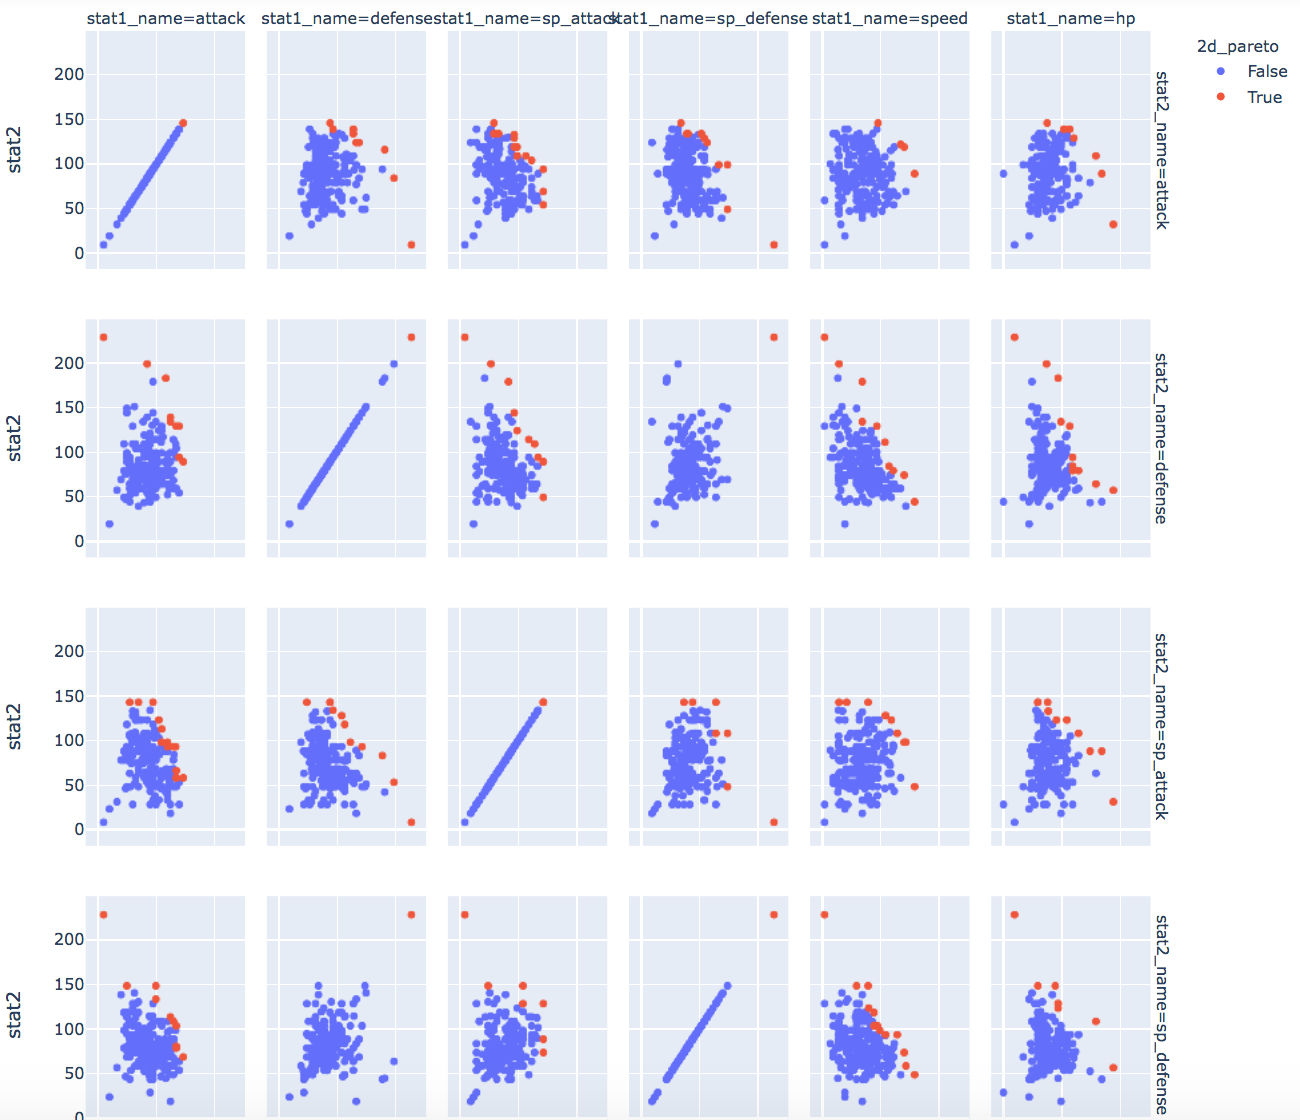 stat1_name=attack stat1_name=defense stat1_name=sp_attack stat1_name=sp_defense stat1_name=speed stat1_name=hp
2d_pareto
False
True
200
150
100
50
0
stat2
stat2_name=attack
200
150
100
50
0
stat2
stat2_name=defense
200
150
100
50
0
stat2
stat2_name=sp_attack
200
150
100
50
0
stat2
stat2_name=sp_defense